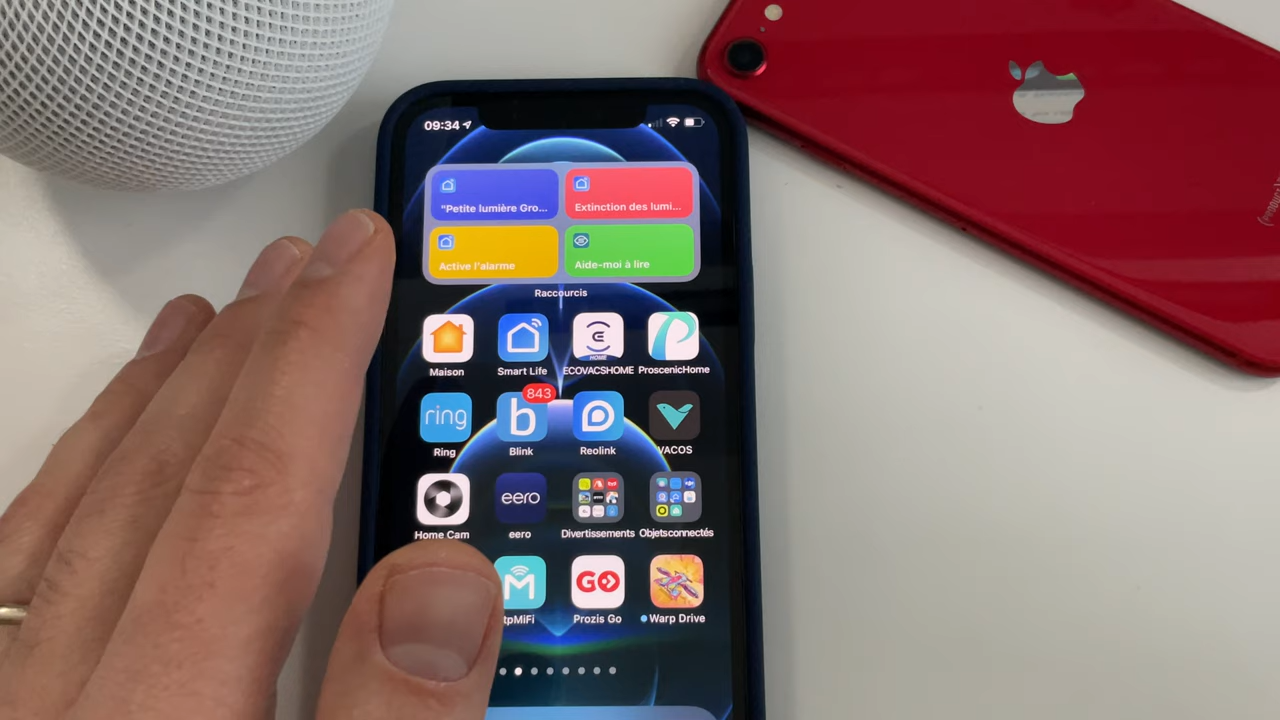 09:34
"Petite lumière Gro...
Extinction des lumi...
Active l'alarme
Aide-moi à lire
Raccourcis
HOME
Maison
Smart Life
ECOVACSHOME
ProscenicHome
ring
843
b
Ring
Blink
Reolink
VACOS
eero
Home Cam
eero
Divertissements
Objetsconnectés
M
GO
tpMiFi
Prozis Go
Warp Drive